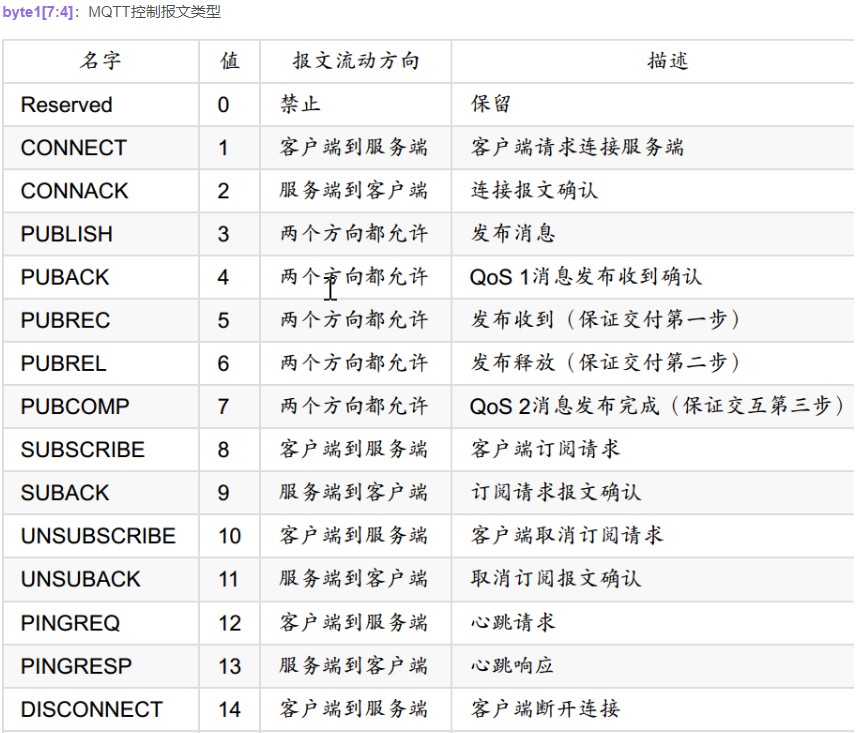 byte1[7:4]：MQTT控制报文类型
名字 值 报文流动方向 描述
Reserved 0 禁止 保留
CONNECT 1 客户端到服务端 客户端请求连接服务端
CONNACK 2 服务端到客户端 连接报文确认
PUBLISH 3 两个方向都允许 发布消息
PUBACK 4 两个方向都允许 QoS 1消息发布收到确认
PUBREC 5 两个方向都允许 发布收到（保证交付第一步）
PUBREL 6 两个方向都允许 发布释放（保证交付第二步）
PUBCOMP 7 两个方向都允许 QoS 2消息发布完成（保证交互第三步）
SUBSCRIBE 8 客户端到服务端 客户端订阅请求
SUBACK 9 服务端到客户端 订阅请求报文确认
UNSUBSCRIBE 10 客户端到服务端 客户端取消订阅请求
UNSUBACK 11 服务端到客户端 取消订阅报文确认
PINGREQ 12 客户端到服务端 心跳请求
PINGRESP 13 服务端到客户端 心跳响应
DISCONNECT 14 客户端到服务端 客户端断开连接